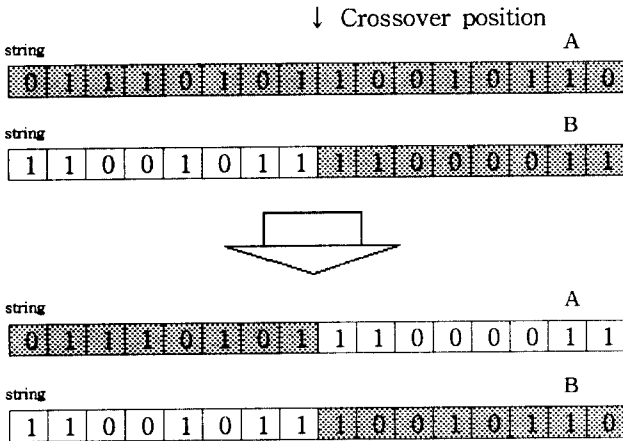 ↓ Crossover position
string A
0 1 1 1 0 1 0 1 1 0 0 1 0 1 1 0
string B
1 1 0 0 1 0 1 1 1 1 0 0 0 0 1 1
string A
0 1 1 1 0 1 0 1 1 1 0 0 0 0 1 1
string B
1 1 0 0 1 0 1 1 1 0 0 1 0 1 1 0